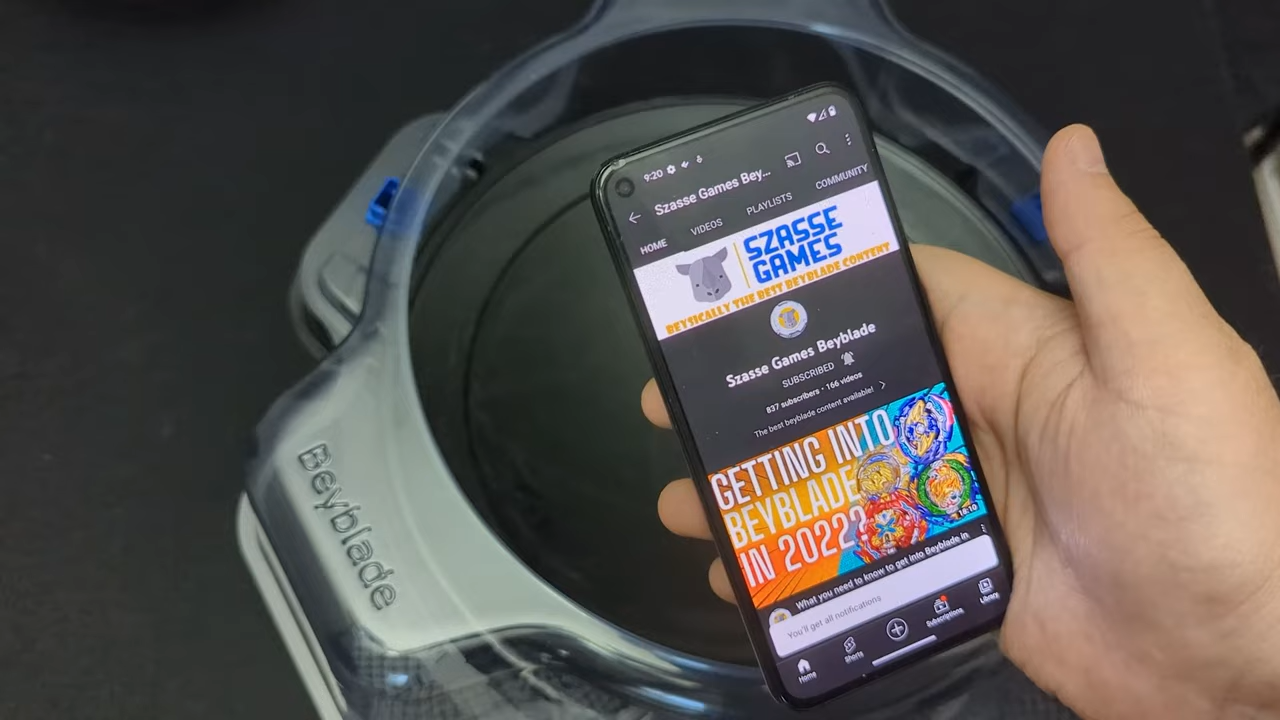 9:20
Szasse Games Bey...
HOME VIDEOS PLAYLISTS COMMUNITY
SZASSE
GAMES
BEYSICALLY THE BEST BEYBLADE CONTENT
Szasse Games Beyblade
SUBSCRIBED
837 subscribers • 166 videos
The best beyblade content available!
GETTING INTO
BEYBLADE
IN 2022?
18:10
What you need to know to get into Beyblade in
You'll get all notifications
Home Shorts Subscriptions Library
Beyblade